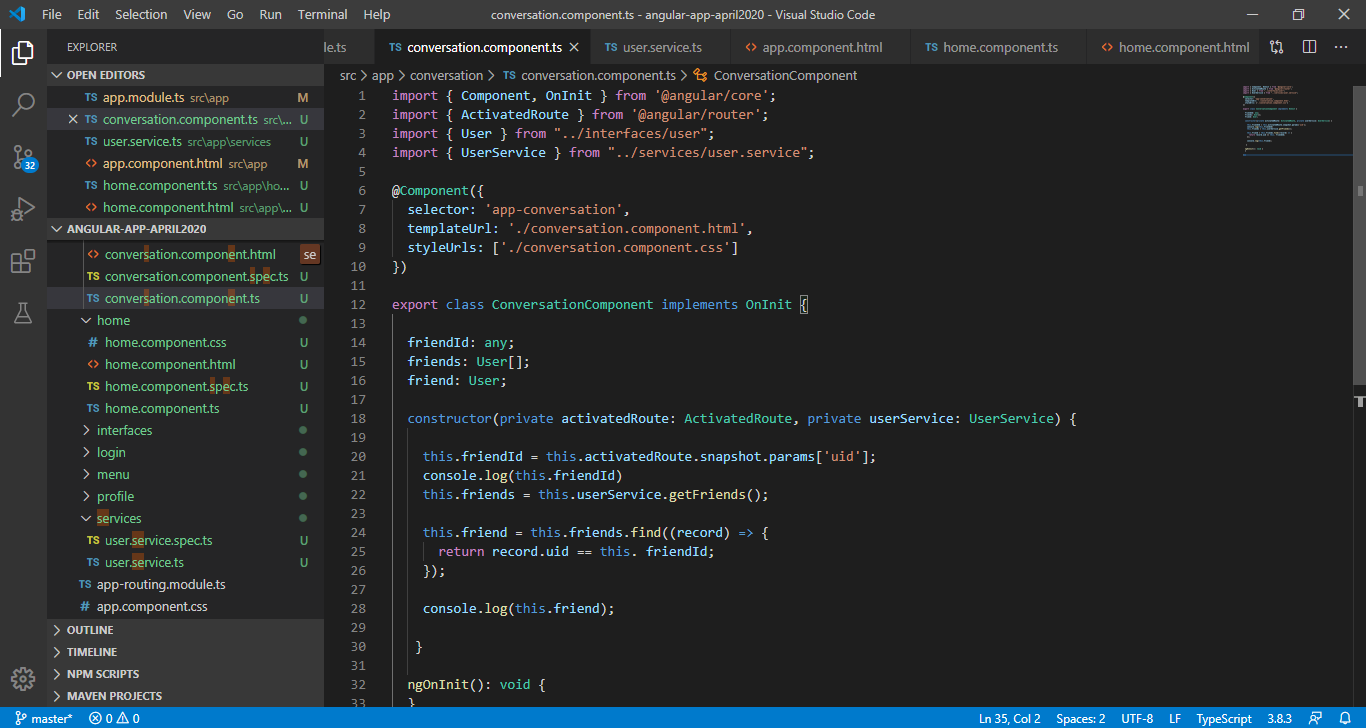 File Edit Selection View Go Run Terminal Help conversation.component.ts - angular-app-april2020 - Visual Studio Code
EXPLORER
le.ts TS conversation.component.ts TS user.service.ts <> app.component.html TS home.component.ts <> home.component.html ...
OPEN EDITORS
TS app.module.ts src\app M
TS conversation.component.ts src\... U
TS user.service.ts src\app\services U
<> app.component.html src\app M
TS home.component.ts src\app\ho... U
<> home.component.html src\app\... U
32
ANGULAR-APP-APRIL2020
<> conversation.component.html se
TS conversation.component.spec.ts U
TS conversation.component.ts U
home
# home.component.css U
<> home.component.html U
TS home.component.spec.ts U
TS home.component.ts U
interfaces
login
menu
profile
services
TS user.service.spec.ts U
TS user.service.ts U
TS app-routing.module.ts
# app.component.css
OUTLINE
TIMELINE
NPM SCRIPTS
MAVEN PROJECTS
src > app > conversation > TS conversation.component.ts > ConversationComponent
1 import { Component, OnInit } from '@angular/core';
2 import { ActivatedRoute } from '@angular/router';
3 import { User } from "../interfaces/user";
4 import { UserService } from "../services/user.service";
5
6 @Component({
7 selector: 'app-conversation',
8 templateUrl: './conversation.component.html',
9 styleUrls: ['./conversation.component.css']
10 })
11
12 export class ConversationComponent implements OnInit {
13
14 friendId: any;
15 friends: User[];
16 friend: User;
17
18 constructor(private activatedRoute: ActivatedRoute, private userService: UserService) {
19
20 this.friendId = this.activatedRoute.snapshot.params['uid'];
21 console.log(this.friendId)
22 this.friends = this.userService.getFriends();
23
24 this.friend = this.friends.find((record) => {
25 return record.uid == this. friendId;
26 });
27
28 console.log(this.friend);
29
30 }
31
32 ngOnInit(): void {
33 }
master* 0 0 Ln 35, Col 2 Spaces: 2 UTF-8 LF TypeScript 3.8.3